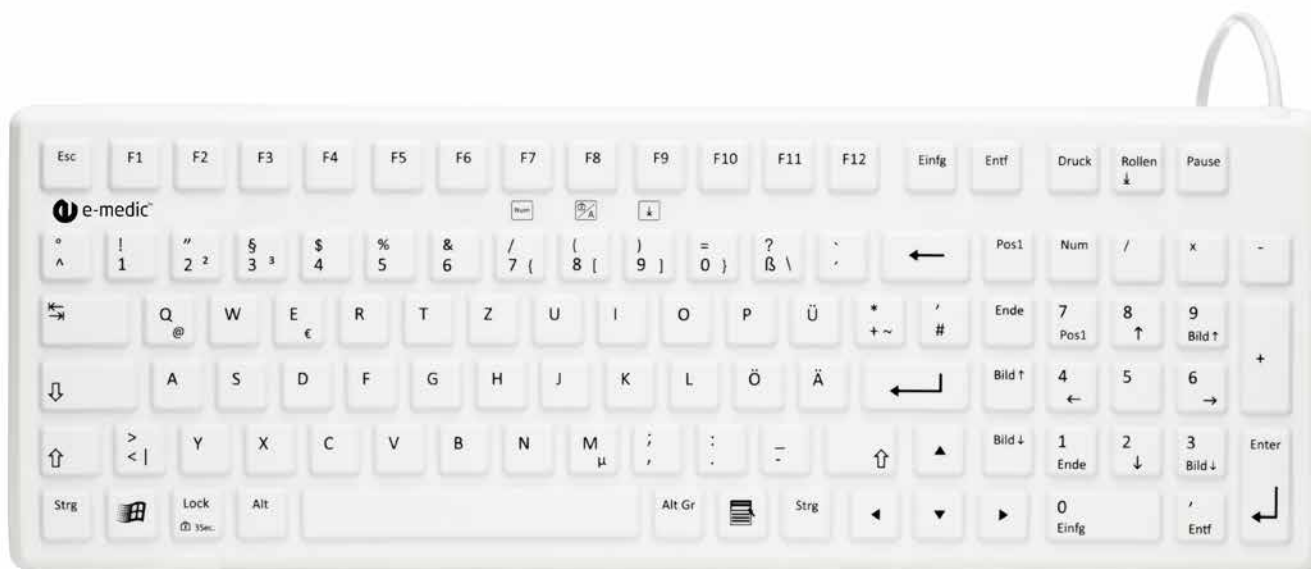 Esc F1 F2 F3 F4 F5 F6 F7 F8 F9 F10 F11 F12 Einfg Entf Druck Rollen Pause
e-medic™ Num A
° ! " § $ % & / ( ) = ? ` Pos1 Num / x -
^ 1 2 ² 3 ³ 4 5 6 7 { 8 [ 9 ] 0 } ß \ ´
Q W E R T Z U I O P Ü * ' Ende 7 8 9
@ € + ~ # Pos1 ↑ Bild ↑
A S D F G H J K L Ö Ä Bild ↑ 4 5 6 +
← →
> Y X C V B N M ; : _ Bild ↓ 1 2 3 Enter
< | µ , . - Ende ↓ Bild ↓
Strg Lock Alt Alt Gr Strg 0 ,
3Sec. Einfg Entf